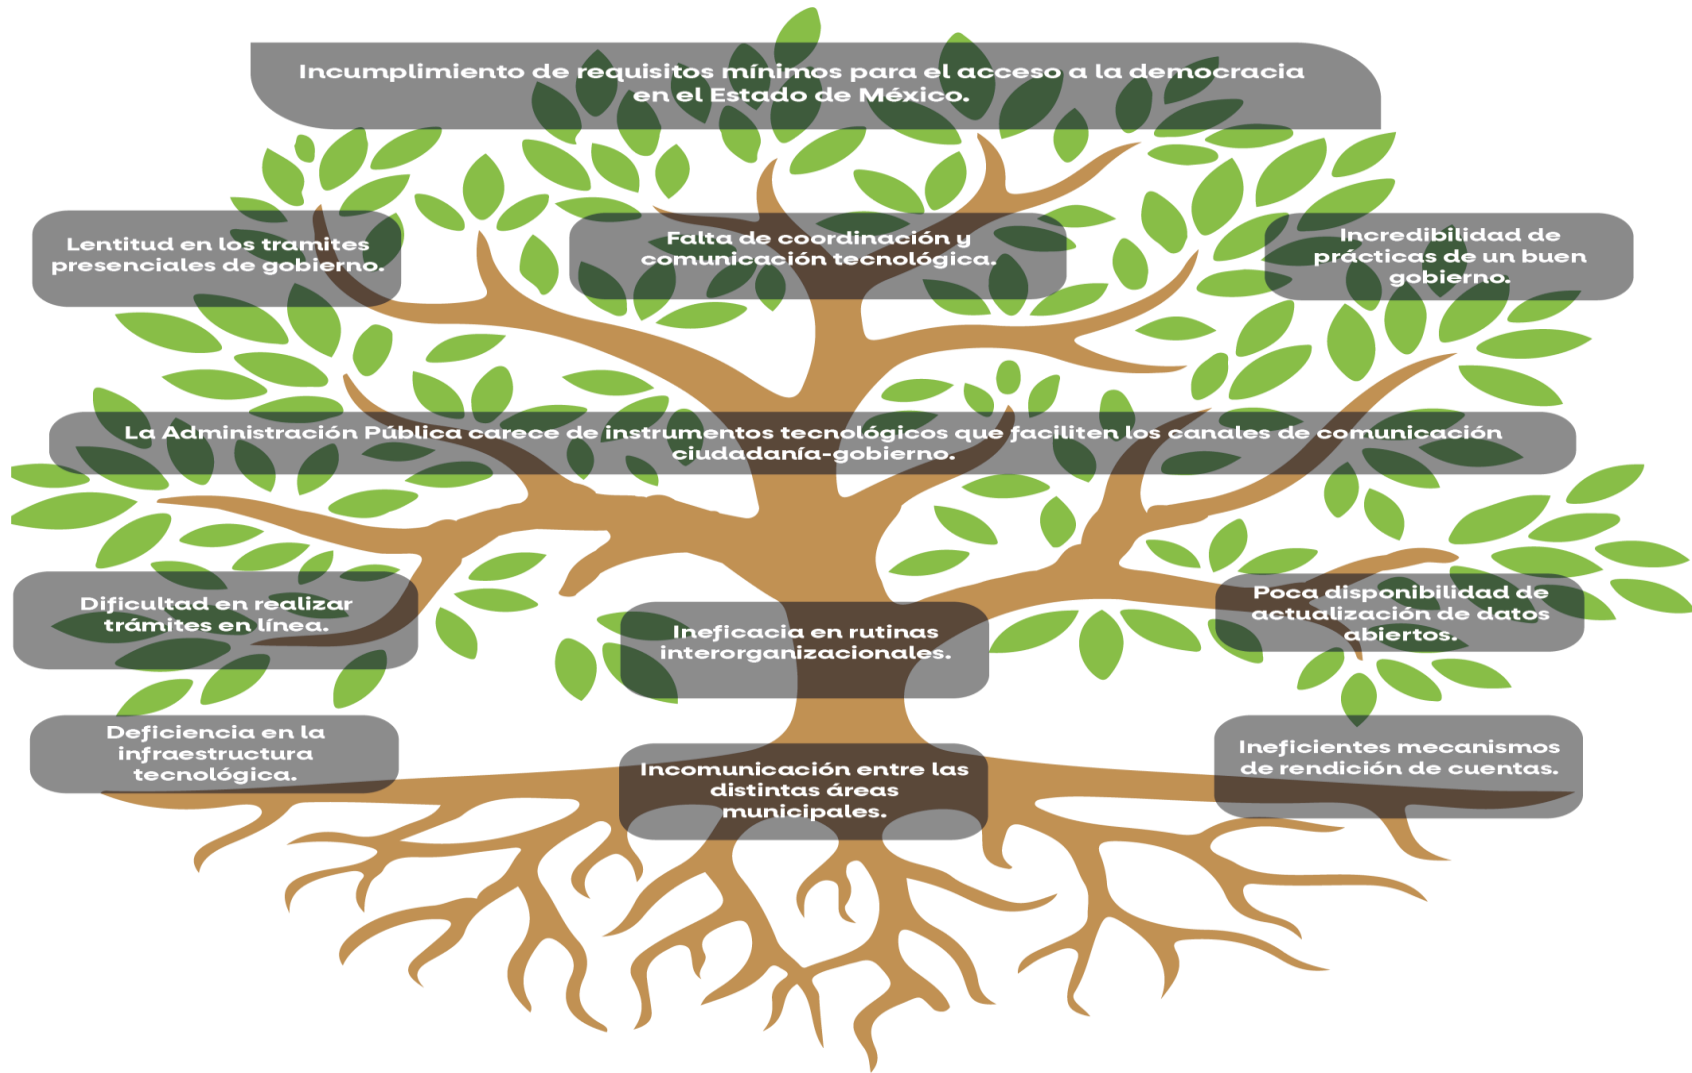 Incumplimiento de requisitos mínimos para el acceso a la democracia
en el Estado de México.
Lentitud en los tramites
presenciales de gobierno.
Falta de coordinación y
comunicación tecnológica.
Incredibilidad de
prácticas de un buen
gobierno.
La Administración Pública carece de instrumentos tecnológicos que faciliten los canales de comunicación
ciudadanía-gobierno.
Dificultad en realizar
trámites en línea.
Ineficacia en rutinas
interorganizacionales.
Poca disponibilidad de
actualización de datos
abiertos.
Deficiencia en la
infraestructura
tecnológica.
Incomunicación entre las
distintas áreas
municipales.
Ineficientes mecanismos
de rendición de cuentas.